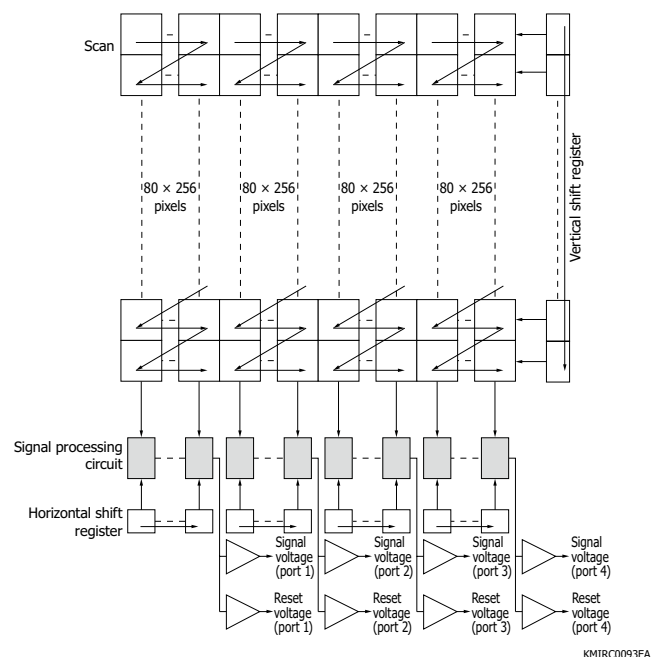 Scan
80 × 256
pixels
80 × 256
pixels
80 × 256
pixels
80 × 256
pixels
Vertical shift register
Signal processing
circuit
Horizontal shift
register
Signal
voltage
(port 1)
Signal
voltage
(port 2)
Signal
voltage
(port 3)
Signal
voltage
(port 4)
Reset
voltage
(port 1)
Reset
voltage
(port 2)
Reset
voltage
(port 3)
Reset
voltage
(port 4)
KMIRC0093EA